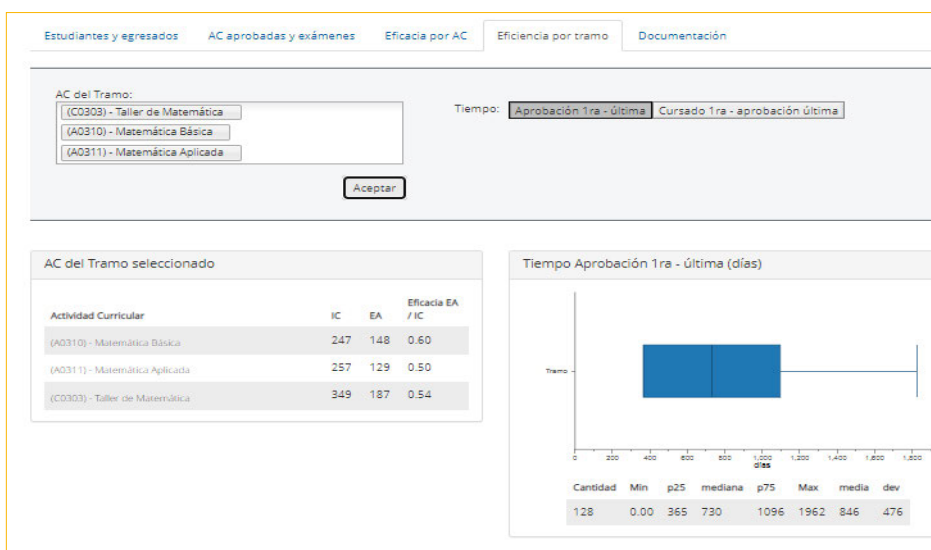 Estudiantes y egresados AC aprobadas y exámenes Eficacia por AC Eficiencia por tramo Documentación
AC del Tramo:
(C0303) - Taller de Matemática
(A0310) - Matemática Básica
(A0311) - Matemática Aplicada
Tiempo: Aprobación 1ra - última Cursado 1ra - aprobación última
Aceptar
AC del Tramo seleccionado
Actividad Curricular IC EA Eficacia EA / IC
(A0310) - Matemática Básica 247 148 0.60
(A0311) - Matemática Aplicada 257 129 0.50
(C0303) - Taller de Matemática 349 187 0.54
Tiempo Aprobación 1ra - última (días)
Tramo
0 200 400 600 800 1,000 1,200 1,400 1,600 1,800
días
Cantidad Min p25 mediana p75 Max media dev
128 0.00 365 730 1096 1962 846 476